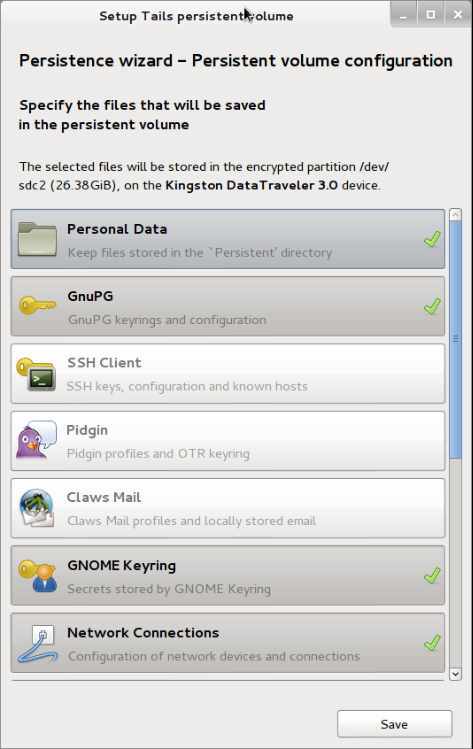 Setup Tails persistent volume
Persistence wizard - Persistent volume configuration
Specify the files that will be saved
in the persistent volume
The selected files will be stored in the encrypted partition /dev/
sdc2 (26.38GiB), on the Kingston DataTraveler 3.0 device.
Personal Data
Keep files stored in the `Persistent' directory
GnuPG
GnuPG keyrings and configuration
SSH Client
SSH keys, configuration and known hosts
Pidgin
Pidgin profiles and OTR keyring
Claws Mail
Claws Mail profiles and locally stored email
GNOME Keyring
Secrets stored by GNOME Keyring
Network Connections
Configuration of network devices and connections
Save